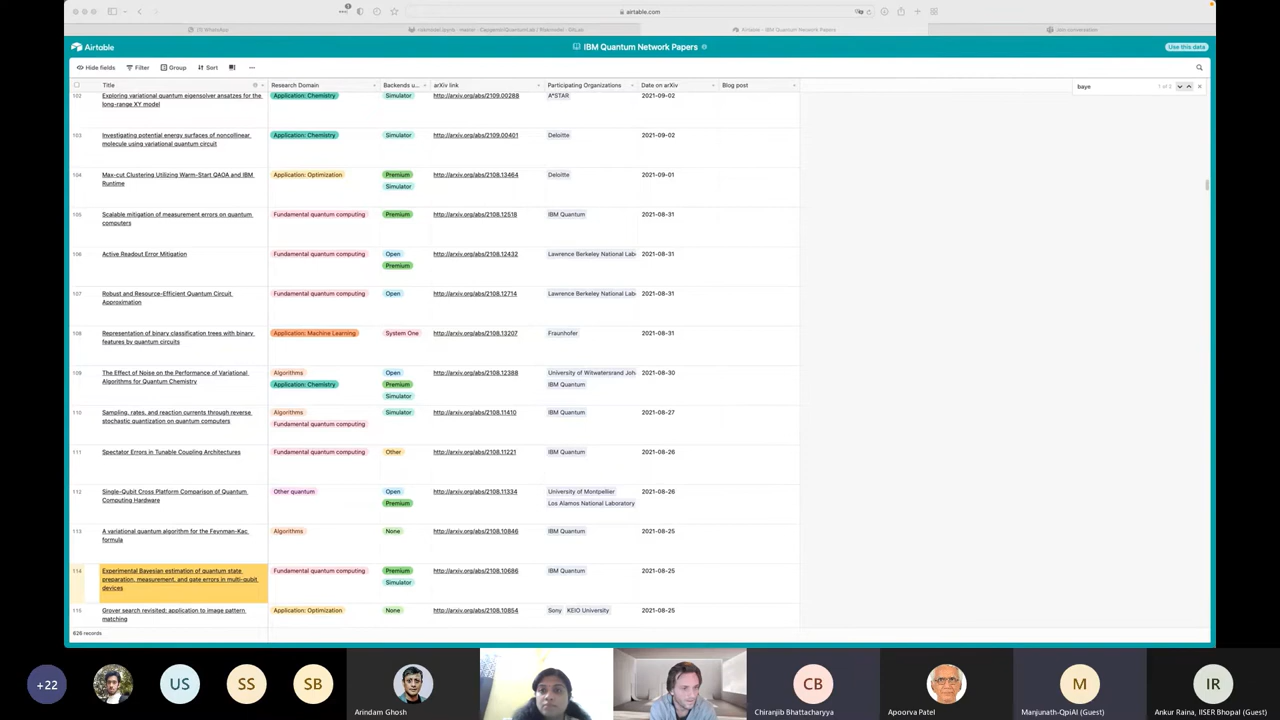 airtable.com
(5) WhatsApp
Airtable - IBM Quantum Network Papers
Join conversation
Airtable
IBM Quantum Network Papers
Use this data
Hide fields
Filter
Group
Sort
Title
Research Domain
Backends u...
arXiv link
Participating Organizations
Date on arXiv
Blog post
baye
1 of 2
102
Exploring variational quantum eigensolver ansatzes for the
long-range XY model
Application: Chemistry
Simulator
http://arxiv.org/abs/2109.00288
A*STAR
2021-09-02
103
Investigating potential energy surfaces of noncollinear
molecule using variational quantum circuit
Application: Chemistry
Simulator
http://arxiv.org/abs/2109.00401
Deloitte
2021-09-02
104
Max-cut Clustering Utilizing Warm-Start QAOA and IBM
Runtime
Application: Optimization
Premium
Simulator
http://arxiv.org/abs/2108.13464
Deloitte
2021-09-01
105
Scalable mitigation of measurement errors on quantum
computers
Fundamental quantum computing
Premium
http://arxiv.org/abs/2108.12518
IBM Quantum
2021-08-31
106
Active Readout Error Mitigation
Fundamental quantum computing
Open
Premium
http://arxiv.org/abs/2108.12432
Lawrence Berkeley National Lab
2021-08-31
107
Robust and Resource-Efficient Quantum Circuit
Approximation
Fundamental quantum computing
Open
http://arxiv.org/abs/2108.12714
Lawrence Berkeley National Lab
2021-08-31
108
Representation of binary classification trees with binary
features by quantum circuits
Application: Machine Learning
System One
http://arxiv.org/abs/2108.13207
Fraunhofer
2021-08-31
109
The Effect of Noise on the Performance of Variational
Algorithms for Quantum Chemistry
Algorithms
Application: Chemistry
Open
Premium
Simulator
http://arxiv.org/abs/2108.12388
University of Witwatersrand Joh
IBM Quantum
2021-08-30
110
Sampling, rates, and reaction currents through reverse
stochastic quantization on quantum computers
Algorithms
Fundamental quantum computing
Simulator
http://arxiv.org/abs/2108.11410
IBM Quantum
2021-08-27
111
Spectator Errors in Tunable Coupling Architectures
Fundamental quantum computing
Other
http://arxiv.org/abs/2108.11221
IBM Quantum
2021-08-26
112
Single-Qubit Cross Platform Comparison of Quantum
Computing Hardware
Other quantum
Open
Premium
http://arxiv.org/abs/2108.11334
University of Montpellier
Los Alamos National Laboratory
2021-08-26
113
A variational quantum algorithm for the Feynman-Kac
formula
Algorithms
None
http://arxiv.org/abs/2108.10846
IBM Quantum
2021-08-25
114
Experimental Bayesian estimation of quantum state
preparation, measurement, and gate errors in multi-qubit
devices
Fundamental quantum computing
Premium
Simulator
http://arxiv.org/abs/2108.10686
IBM Quantum
2021-08-25
115
Grover search revisited; application to image pattern
matching
Application: Optimization
None
http://arxiv.org/abs/2108.10854
Sony KEIO University
2021-08-25
626 records
+22
US
SS
SB
Arindam Ghosh
CB
Chiranjib Bhattacharyya
Apoorva Patel
M
Manjunath-QpiAI (Guest)
IR
Ankur Raina, IISER Bhopal (Guest)